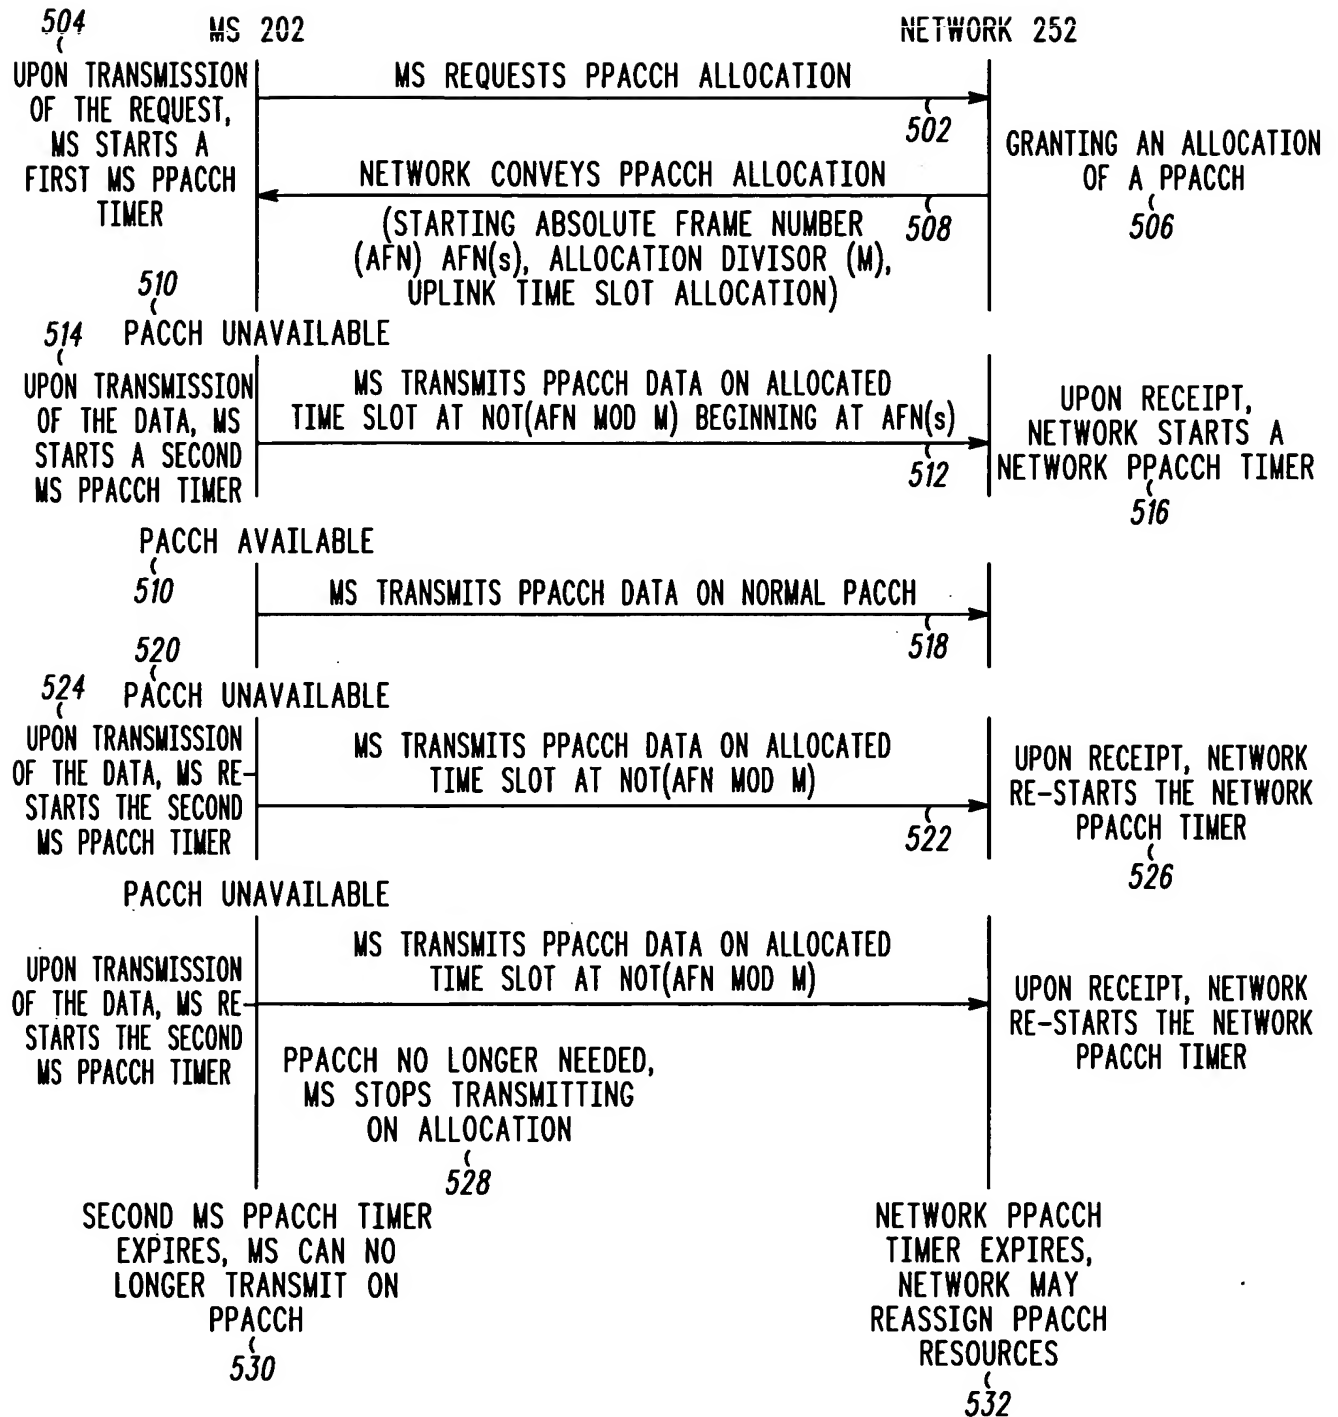 504
MS 202
NETWORK 252
UPON TRANSMISSION
OF THE REQUEST,
MS STARTS A
FIRST MS PPACCH
TIMER
MS REQUESTS PPACCH ALLOCATION
502
GRANTING AN ALLOCATION
OF A PPACCH
506
NETWORK CONVEYS PPACCH ALLOCATION
508
(STARTING ABSOLUTE FRAME NUMBER
(AFN) AFN(s), ALLOCATION DIVISOR (M),
UPLINK TIME SLOT ALLOCATION)
510
PACCH UNAVAILABLE
514
UPON TRANSMISSION
OF THE DATA, MS
STARTS A SECOND
MS PPACCH TIMER
MS TRANSMITS PPACCH DATA ON ALLOCATED
TIME SLOT AT NOT(AFN MOD M) BEGINNING AT AFN(s)
512
UPON RECEIPT,
NETWORK STARTS A
NETWORK PPACCH TIMER
516
PACCH AVAILABLE
510
MS TRANSMITS PPACCH DATA ON NORMAL PACCH
518
520
PACCH UNAVAILABLE
524
UPON TRANSMISSION
OF THE DATA, MS RE-
STARTS THE SECOND
MS PPACCH TIMER
MS TRANSMITS PPACCH DATA ON ALLOCATED
TIME SLOT AT NOT(AFN MOD M)
522
UPON RECEIPT, NETWORK
RE-STARTS THE NETWORK
PPACCH TIMER
526
PACCH UNAVAILABLE
UPON TRANSMISSION
OF THE DATA, MS RE-
STARTS THE SECOND
MS PPACCH TIMER
MS TRANSMITS PPACCH DATA ON ALLOCATED
TIME SLOT AT NOT(AFN MOD M)
UPON RECEIPT, NETWORK
RE-STARTS THE NETWORK
PPACCH TIMER
PPACCH NO LONGER NEEDED,
MS STOPS TRANSMITTING
ON ALLOCATION
528
SECOND MS PPACCH TIMER
EXPIRES, MS CAN NO
LONGER TRANSMIT ON
PPACCH
530
NETWORK PPACCH
TIMER EXPIRES,
NETWORK MAY
REASSIGN PPACCH
RESOURCES
532